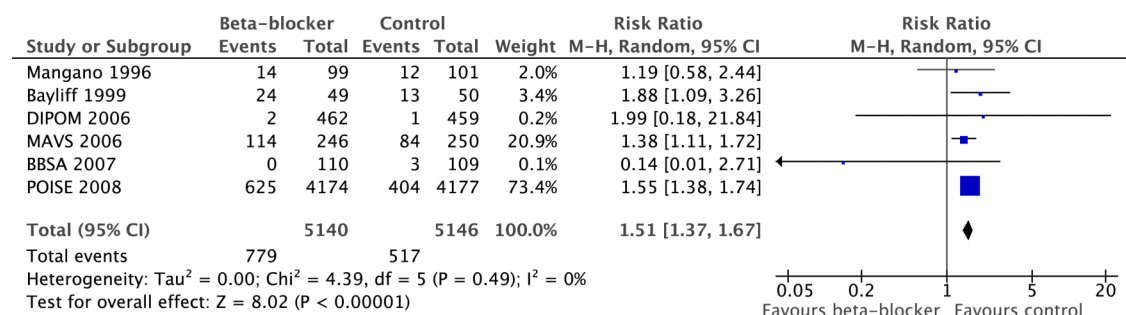 Beta-blocker Control Risk Ratio Risk Ratio
Study or Subgroup Events Total Events Total Weight M-H, Random, 95% CI M-H, Random, 95% CI
Mangano 1996 14 99 12 101 2.0% 1.19 [0.58, 2.44]
Bayliff 1999 24 49 13 50 3.4% 1.88 [1.09, 3.26]
DIPOM 2006 2 462 1 459 0.2% 1.99 [0.18, 21.84]
MAVS 2006 114 246 84 250 20.9% 1.38 [1.11, 1.72]
BBSA 2007 0 110 3 109 0.1% 0.14 [0.01, 2.71]
POISE 2008 625 4174 404 4177 73.4% 1.55 [1.38, 1.74]
Total (95% CI) 5140 5146 100.0% 1.51 [1.37, 1.67]
Total events 779 517
Heterogeneity: Tau² = 0.00; Chi² = 4.39, df = 5 (P = 0.49); I² = 0%
Test for overall effect: Z = 8.02 (P < 0.00001)
0.05 0.2 1 5 20
Favours beta-blocker Favours control